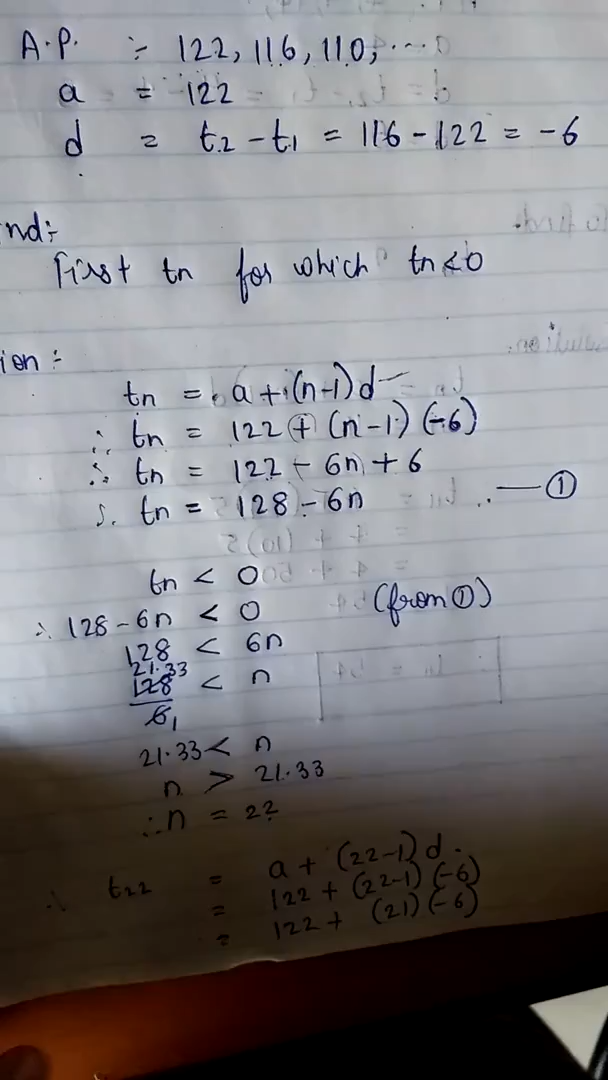 A.P. :- 122, 116, 110, ...
a = 122
d = t2 - t1 = 116 - 122 = -6
nd:-
First tn for which tn < 0
ion :-
tn = a + (n-1)d
∴ tn = 122 + (n-1)(-6)
∴ tn = 122 - 6n + 6
∴ tn = 128 - 6n .. — ①
tn < 0
∴ 128 - 6n < 0 (from ①)
128 < 6n
21.33
128/6 < n
1
21.33 < n
n > 21.33
∴ n = 22
∴ t22 = a + (22-1) d.
= 122 + (22-1)(-6)
= 122 + (21)(-6)